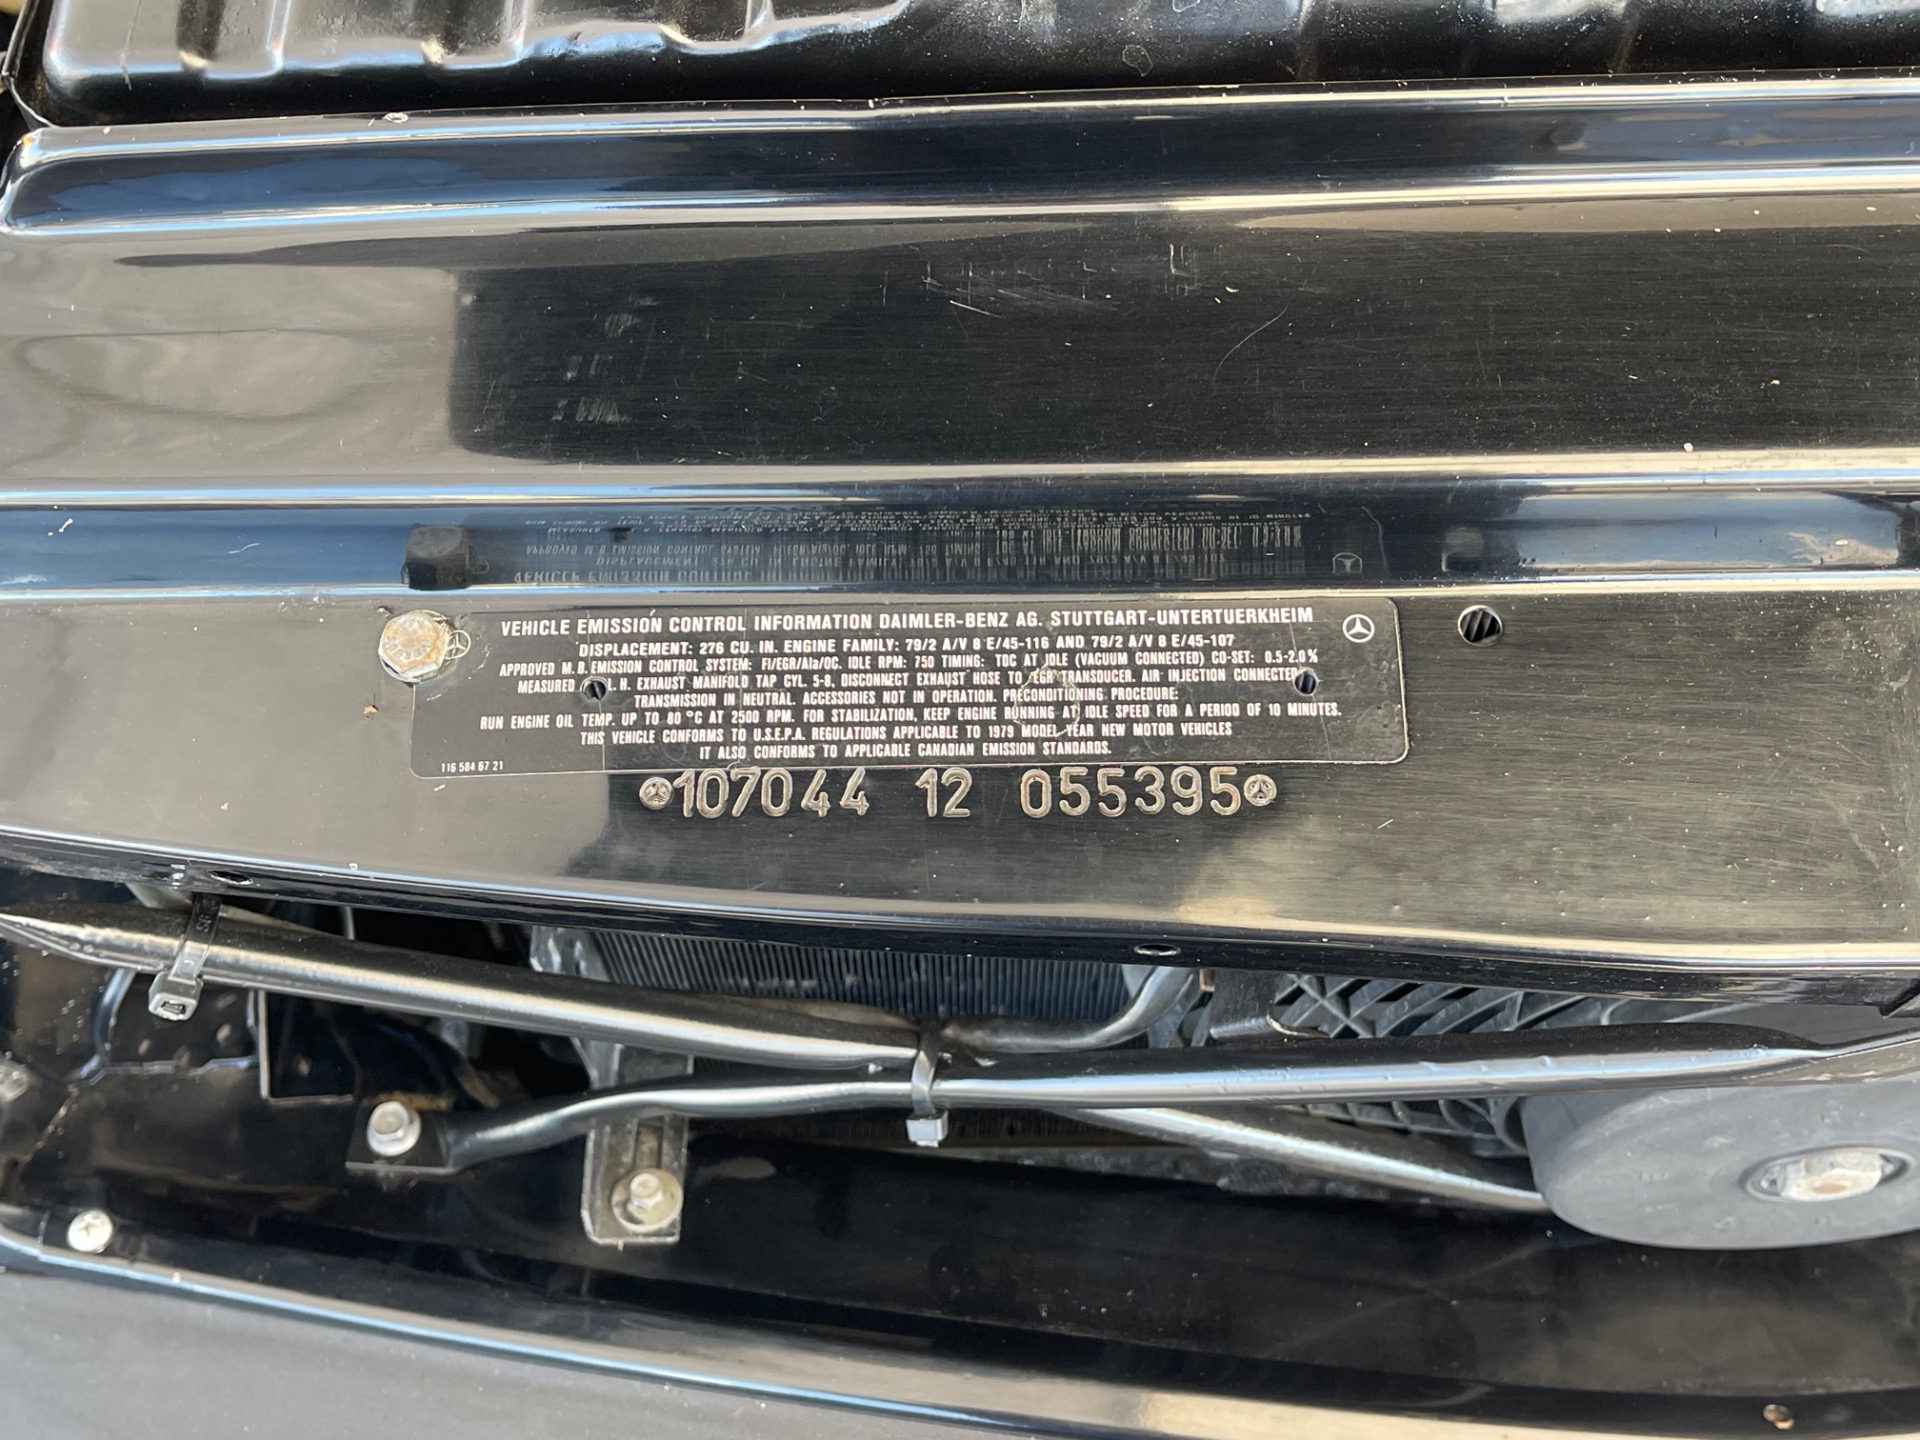 VEHICLE EMISSION CONTROL INFORMATION DAIMLER-BENZ AG. STUTTGART-UNTERTUERKHEIM
DISPLACEMENT: 276 CU. IN. ENGINE FAMILY: 79/2 A/V 8 E/45-116 AND 79/2 A/V 8 E/45-107
APPROVED M.B. EMISSION CONTROL SYSTEM: FI/EGR/AIa/OC. IDLE RPM: 750 TIMING: TDC AT IDLE (VACUUM CONNECTED) CO-SET: 0.5-2.0%
MEASURED L.H. EXHAUST MANIFOLD TAP CYL. 5-8, DISCONNECT EXHAUST HOSE TO EGR TRANSDUCER. AIR INJECTION CONNECTED
TRANSMISSION IN NEUTRAL. ACCESSORIES NOT IN OPERATION. PRECONDITIONING PROCEDURE:
RUN ENGINE OIL TEMP. UP TO 80 °C AT 2500 RPM. FOR STABILIZATION, KEEP ENGINE RUNNING AT IDLE SPEED FOR A PERIOD OF 10 MINUTES.
THIS VEHICLE CONFORMS TO U.S.E.P.A. REGULATIONS APPLICABLE TO 1979 MODEL YEAR NEW MOTOR VEHICLES
IT ALSO CONFORMS TO APPLICABLE CANADIAN EMISSION STANDARDS.
116 584 67 21
107044 12 055395